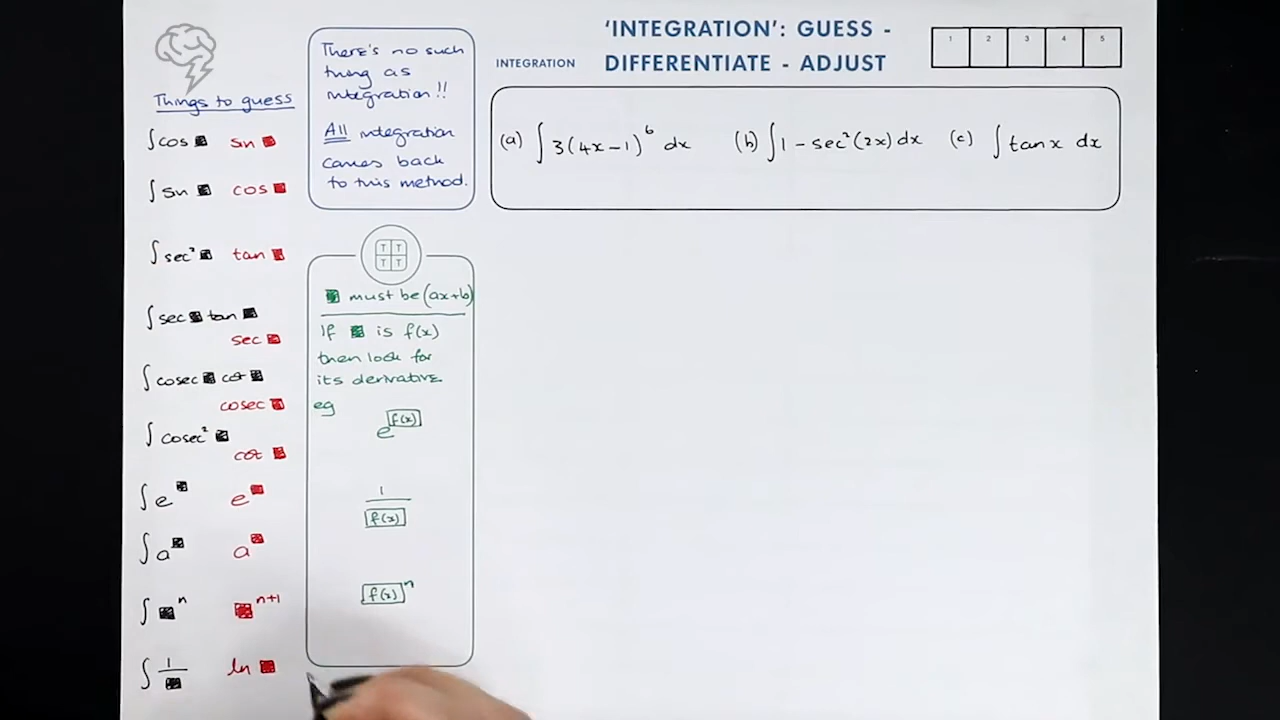 'INTEGRATION': GUESS -
INTEGRATION DIFFERENTIATE - ADJUST
1 2 3 4 5
Things to guess
∫cos■ sin■
∫sin■ cos■
∫sec²■ tan■
∫sec■tan■
sec■
∫cosec■cot■
cosec■
∫cosec²■
cot■
∫e^■ e^■
∫a^■ a^■
∫■^n ■^(n+1)
∫1/■ ln■
There's no such
thing as
integration!!
All integration
comes back
to this method.
T T
T T
■ must be (ax+b)
If ■ is f(x)
then look for
its derivative
eg
e^f(x)
1/f(x)
f(x)^n
(a) ∫3(4x-1)⁶ dx (b) ∫1-sec²(2x)dx (c) ∫tanx dx